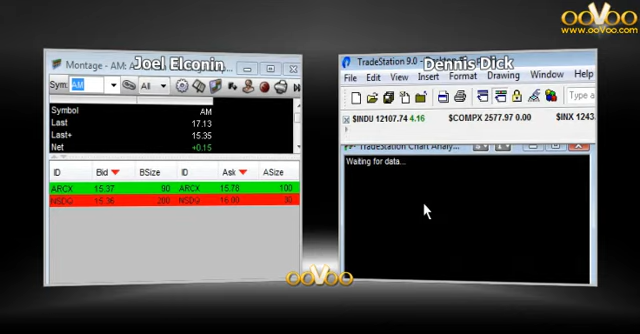 ooVoo
www.ooVoo.com
Montage - AM:
Joel Elconin
Sym: AM All
Symbol AM
Last 17.13
Last+ 15.35
Net +0.15
ID Bid BSize ID Ask ASize
ARCX 15.37 90 ARCX 15.78 100
NSDQ 15.36 200 NSDQ 16.00 30
TradeStation 9.0
Dennis Dick
File Edit View Insert Format Drawing Window Help
Type a
$INDU 12107.74 4.16 $COMPX 2577.97 0.00 $INX 1243.
TradeStation Chart Analy...
Waiting for data...
ooVoo